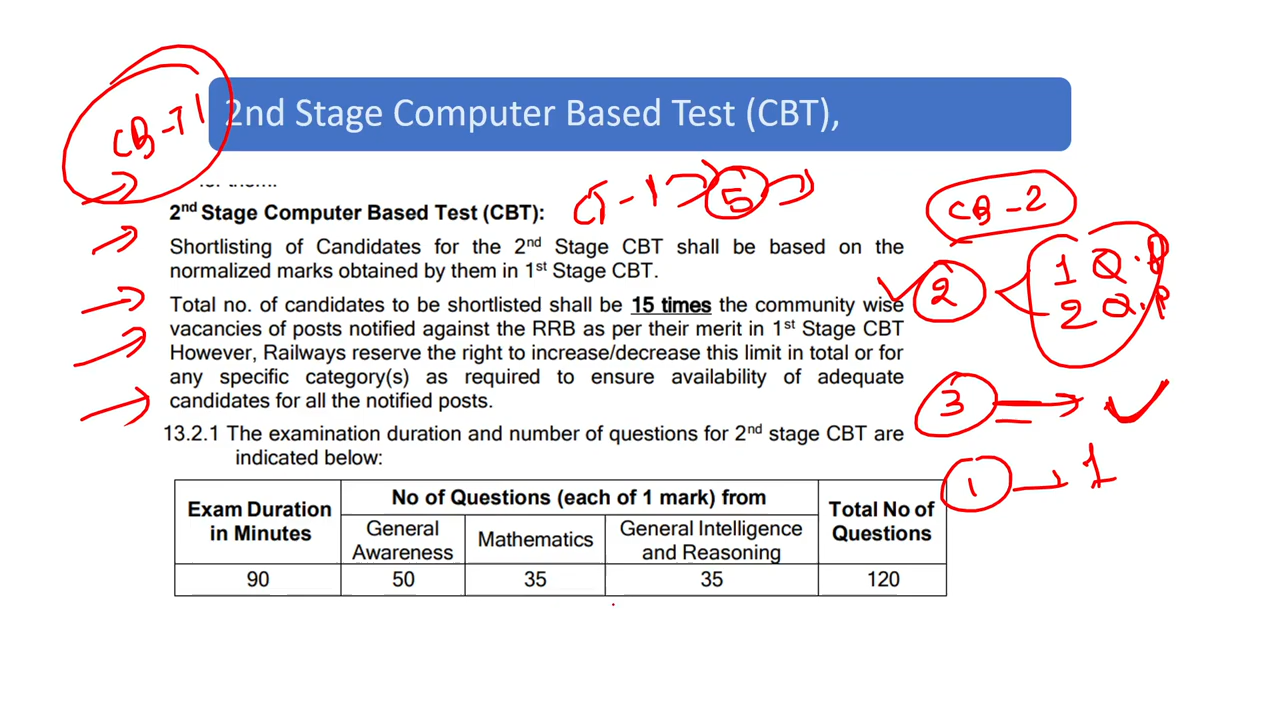 2nd Stage Computer Based Test (CBT),
2nd Stage Computer Based Test (CBT):
Shortlisting of Candidates for the 2nd Stage CBT shall be based on the
normalized marks obtained by them in 1st Stage CBT.
Total no. of candidates to be shortlisted shall be 15 times the community wise
vacancies of posts notified against the RRB as per their merit in 1st Stage CBT
However, Railways reserve the right to increase/decrease this limit in total or for
any specific category(s) as required to ensure availability of adequate
candidates for all the notified posts.
13.2.1 The examination duration and number of questions for 2nd stage CBT are
indicated below:
Exam Duration in Minutes
No of Questions (each of 1 mark) from
Total No of Questions
General Awareness
Mathematics
General Intelligence and Reasoning
90 50 35 35 120
5
CB-2
2
1 Q.P
2 Q.P
3
1 1